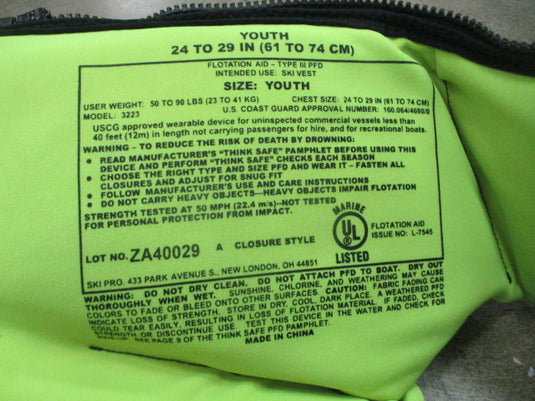 YOUTH
24 TO 29 IN (61 TO 74 CM)
FLOTATION AID - TYPE III PFD
INTENDED USE: SKI VEST
SIZE: YOUTH
USER WEIGHT: 50 TO 90 LBS (23 TO 41 KG) CHEST SIZE: 24 TO 29 IN (61 TO 74 CM)
MODEL: 3223 U.S. COAST GUARD APPROVAL NUMBER: 160.064/4690/0
USCG approved wearable device for uninspected commercial vessels less
40 feet (12m) in length not carrying passengers for hire, and for recreational boats.
WARNING - TO REDUCE THE RISK OF DEATH BY DROWNING:
• READ MANUFACTURER'S "THINK SAFE" PAMPHLET BEFORE USING THIS
DEVICE AND PERFORM "THINK SAFE" CHECKS EACH SEASON
• CHOOSE THE RIGHT TYPE AND SIZE PFD AND WEAR IT - FASTEN ALL
CLOSURES AND ADJUST FOR SNUG FIT
• FOLLOW MANUFACTURER'S USE AND CARE INSTRUCTIONS
• DO NOT CARRY HEAVY OBJECTS--HEAVY OBJECTS IMPAIR FLOTATION
STRENGTH TESTED AT 50 MPH (22.4 m/s)--NOT TESTED
FOR PERSONAL PROTECTION FROM IMPACT.
MARINE
UL
LISTED
FLOTATION AID
ISSUE NO: L-7545
LOT NO. ZA40029 A CLOSURE STYLE
SKI PRO. 433 PARK AVENUE S., NEW LONDON, OH 44851
WARNING: DO NOT DRY CLEAN. DO NOT ATTACH PFD TO BOAT. DRY OUT
THOROUGHLY WHEN WET. SUNSHINE, CHLORINE, AND WEATHERING MAY CAUSE
COLORS TO FADE OR BLEED ONTO OTHER SURFACES. CAUTION: FABRIC FADING CAN
INDICATE LOSS OF STRENGTH. STORE IN DRY, COOL, DARK PLACE. A WEATHERED PFD
COULD TEAR EASILY, RESULTING IN LOSS OF FLOTATION MATERIAL. IF FADED, CHECK
STRENGTH OR DISCONTINUE USE. TEST THIS DEVICE IN THE WATER AND CHECK FOR
SEE PAGE 9 OF THE THINK SAFE PFD PAMPHLET.
MADE IN CHINA